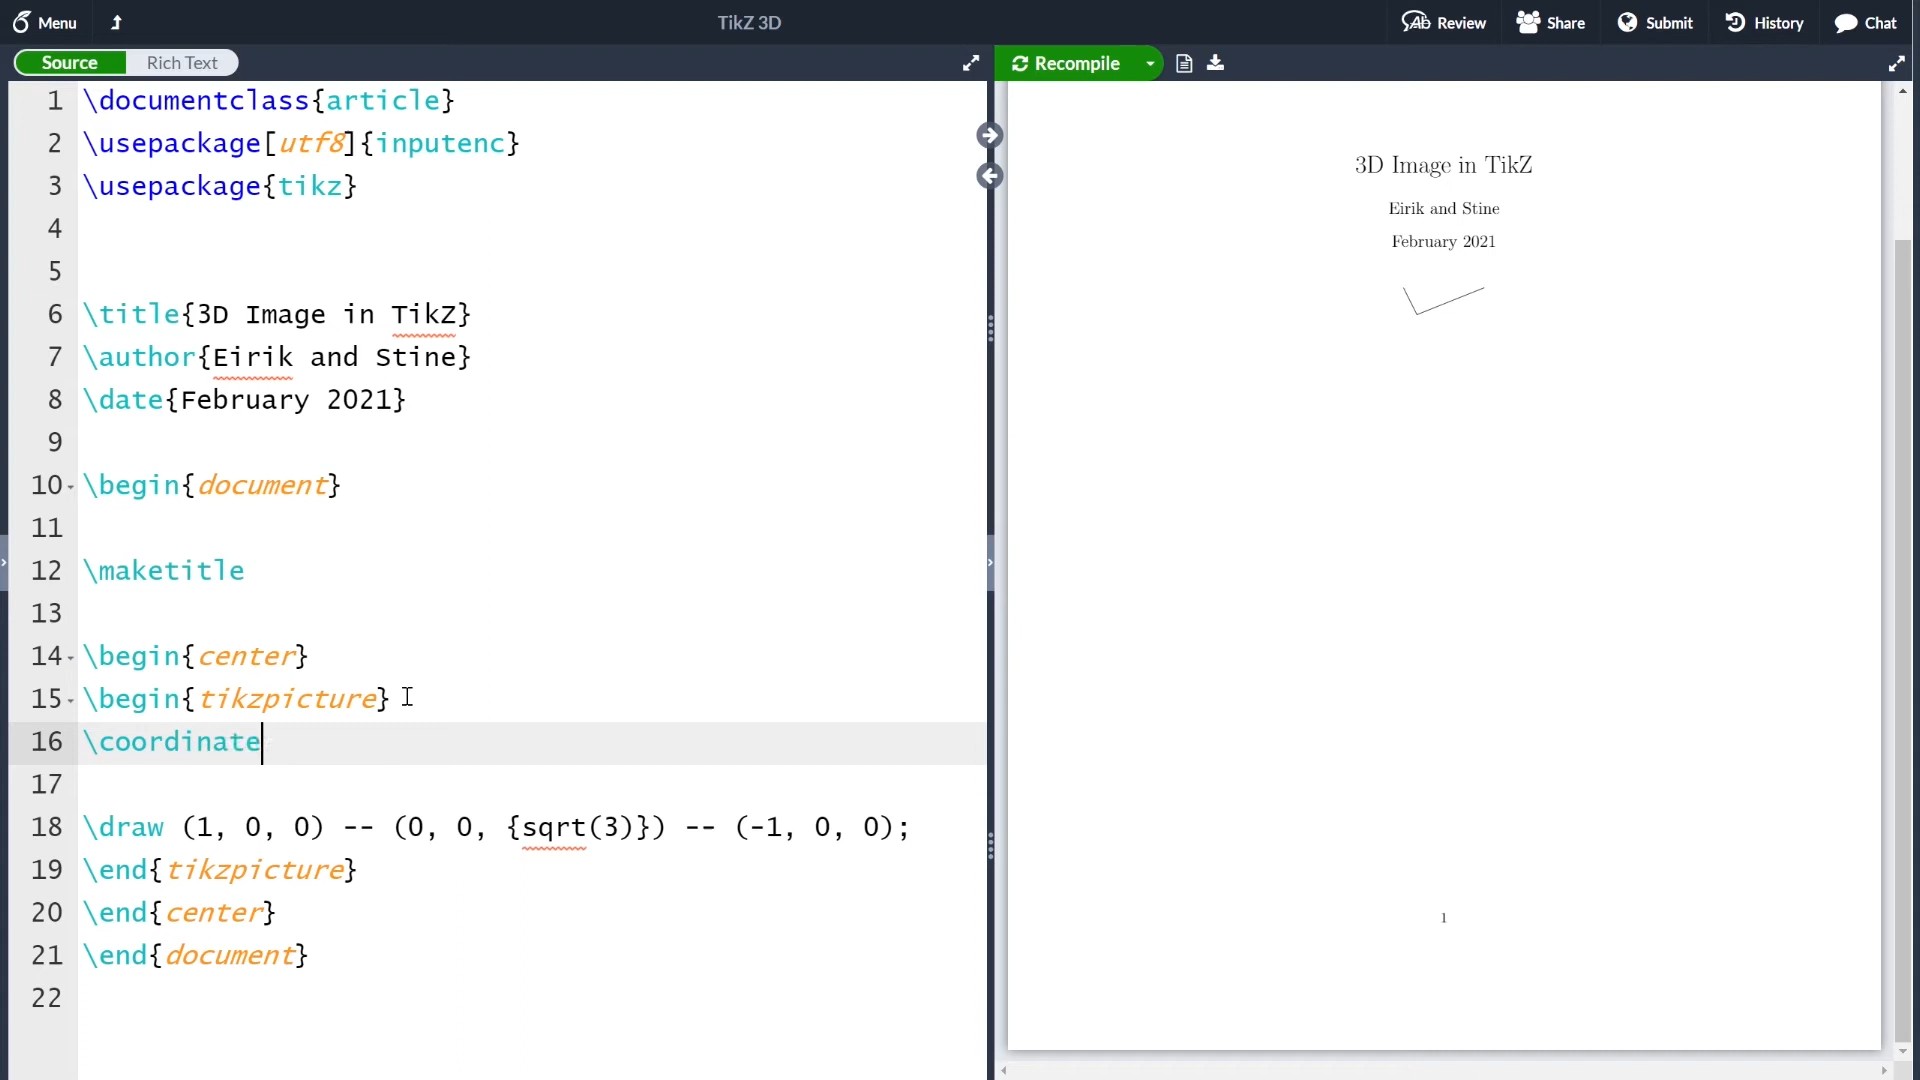 Menu
TikZ 3D
Review
Share
Submit
History
Chat
Source
Rich Text
Recompile
1 \documentclass{article}
2 \usepackage[utf8]{inputenc}
3 \usepackage{tikz}
4
5
6 \title{3D Image in TikZ}
7 \author{Eirik and Stine}
8 \date{February 2021}
9
10 \begin{document}
11
12 \maketitle
13
14 \begin{center}
15 \begin{tikzpicture}
16 \coordinate
17
18 \draw (1, 0, 0) -- (0, 0, {sqrt(3)}) -- (-1, 0, 0);
19 \end{tikzpicture}
20 \end{center}
21 \end{document}
22
3D Image in TikZ
Eirik and Stine
February 2021
1